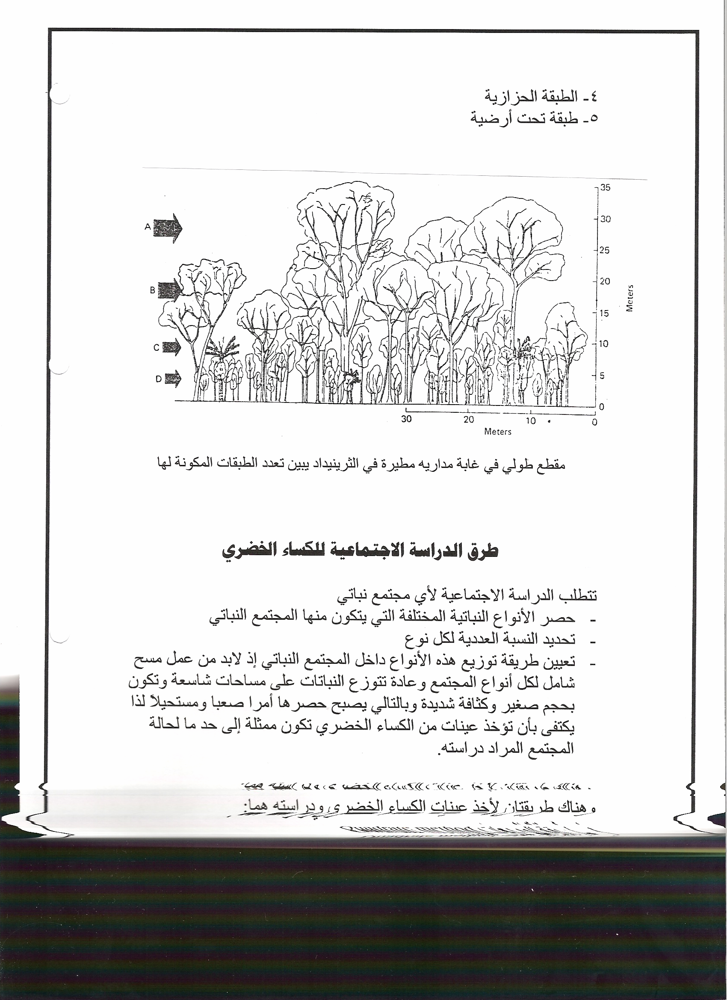 ٤- الطبقة الحزازية
٥- طبقة تحت أرضية
35
30
A
25
20
B
Meters
15
10
C
5
D
0
30 20 10 0
Meters
مقطع طولي في غابة مداريه مطيرة في الثرينيداد يبين تعدد الطبقات المكونة لها
طرق الدراسة الاجتماعية للكساء الخضري
تتطلب الدراسة الاجتماعية لأي مجتمع نباتي
- حصر الأنواع النباتية المختلفة التي يتكون منها المجتمع النباتي
- تحديد النسبة العددية لكل نوع
- تعيين طريقة توزيع هذه الأنواع داخل المجتمع النباتي إذ لابد من عمل مسح
شامل لكل أنواع المجتمع وعادة تتوزع النباتات على مساحات شاسعة وتكون
بحجم صغير وكثافة شديدة وبالتالي يصبح حصرها أمرا صعبا ومستحيلاً لذا
يكتفى بأن تؤخذ عينات من الكساء الخضري تكون ممثلة إلى حد ما لحالة
المجتمع المراد دراسته.
وهناك طريقتان لأخذ عينات الكساء الخضري ودراسته هما: